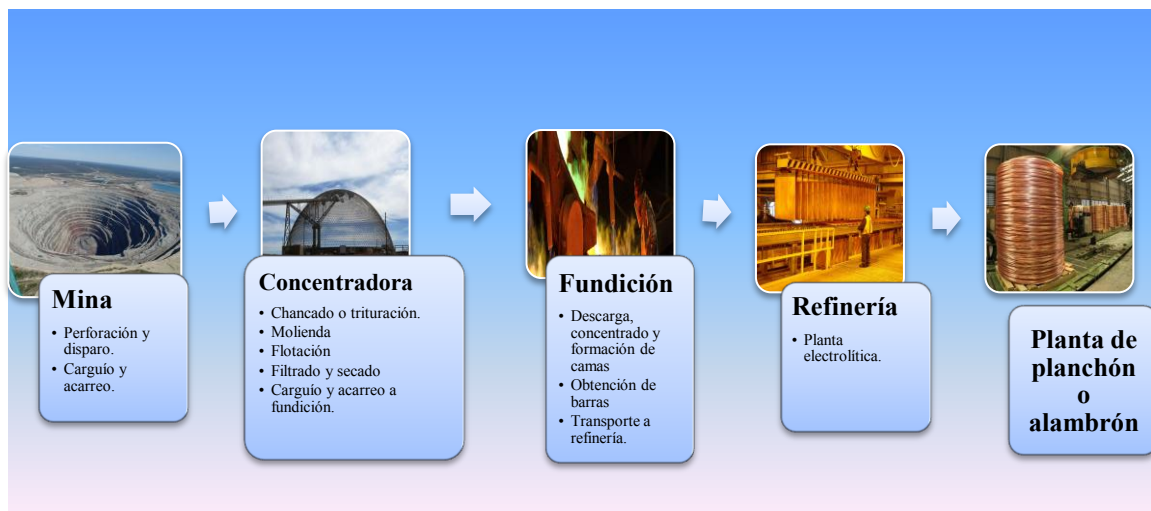 Mina
• Perforación y
disparo.
• Carguío y
acarreo.
Concentradora
• Chancado o trituración.
• Molienda
• Flotación
• Filtrado y secado
• Carguío y acarreo a
fundición.
Fundición
• Descarga,
concentrado y
formación de
camas
• Obtención de
barras
• Transporte a
refinería.
Refinería
• Planta
electrolítica.
Planta de
planchón
o
alambrón